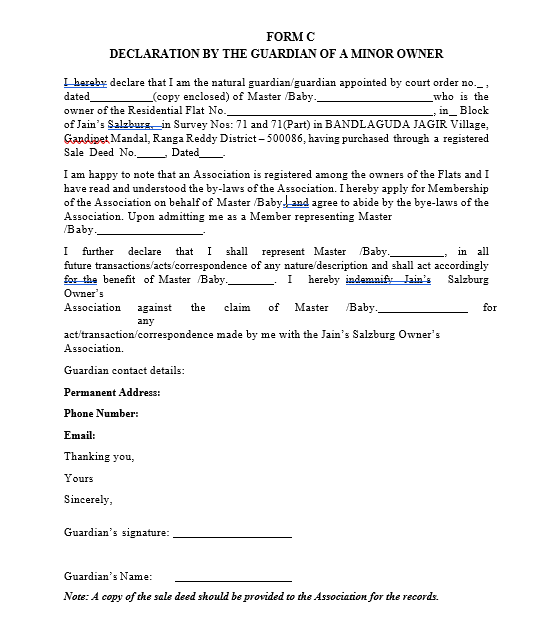 FORM C
DECLARATION BY THE GUARDIAN OF A MINOR OWNER
I hereby declare that I am the natural guardian/guardian appointed by court order no._ ,
dated___________(copy enclosed) of Master /Baby.____________________who is the
owner of the Residential Flat No.____________________________________, in_ Block
of Jain's Salzburg, in Survey Nos: 71 and 71(Part) in BANDLAGUDA JAGIR Village,
Gandipet Mandal, Ranga Reddy District – 500086, having purchased through a registered
Sale Deed No._____, Dated____.
I am happy to note that an Association is registered among the owners of the Flats and I
have read and understood the by-laws of the Association. I hereby apply for Membership
of the Association on behalf of Master /Baby, and agree to abide by the bye-laws of the
Association. Upon admitting me as a Member representing Master
/Baby.__________________.
I further declare that I shall represent Master /Baby._________, in all
future transactions/acts/correspondence of any nature/description and shall act accordingly
for the benefit of Master /Baby.________. I hereby indemnify Jain's Salzburg
Owner's
Association against the claim of Master /Baby.________________ for
any
act/transaction/correspondence made by me with the Jain's Salzburg Owner's
Association.
Guardian contact details:
Permanent Address:
Phone Number:
Email:
Thanking you,
Yours
Sincerely,
Guardian's signature: _____________________
Guardian's Name: _____________________
Note: A copy of the sale deed should be provided to the Association for the records.